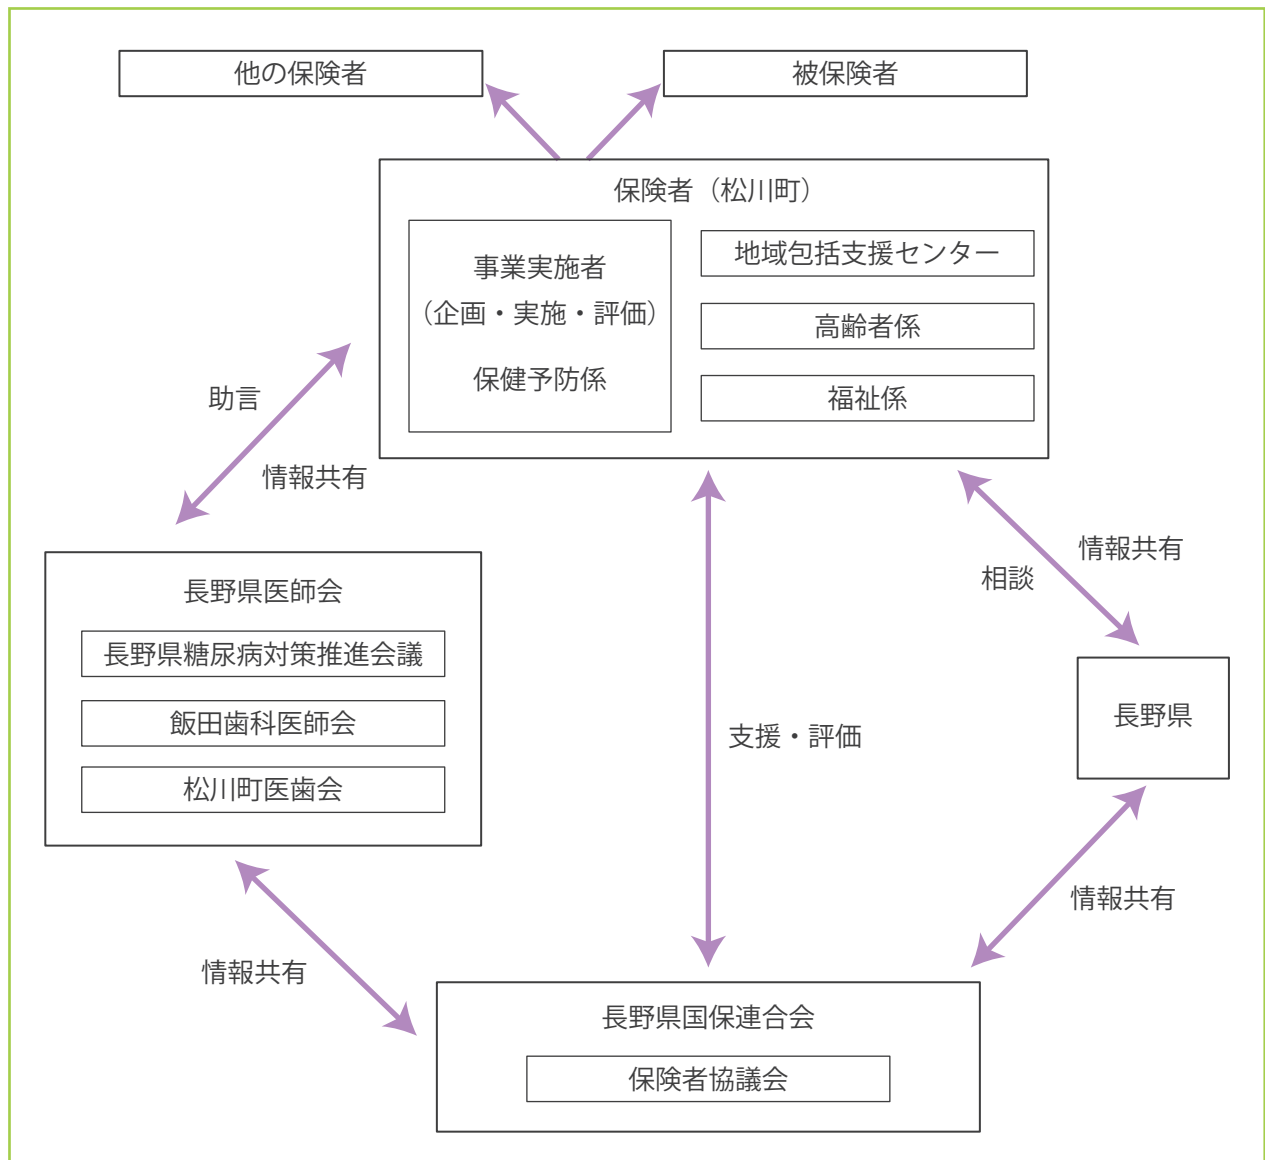 他の保険者
被保険者
保険者（松川町）
事業実施者
（企画・実施・評価）
保健予防係
地域包括支援センター
高齢者係
福祉係
助言
情報共有
情報共有
相談
長野県医師会
長野県糖尿病対策推進会議
飯田歯科医師会
松川町医歯会
支援・評価
長野県
情報共有
情報共有
長野県国保連合会
保険者協議会